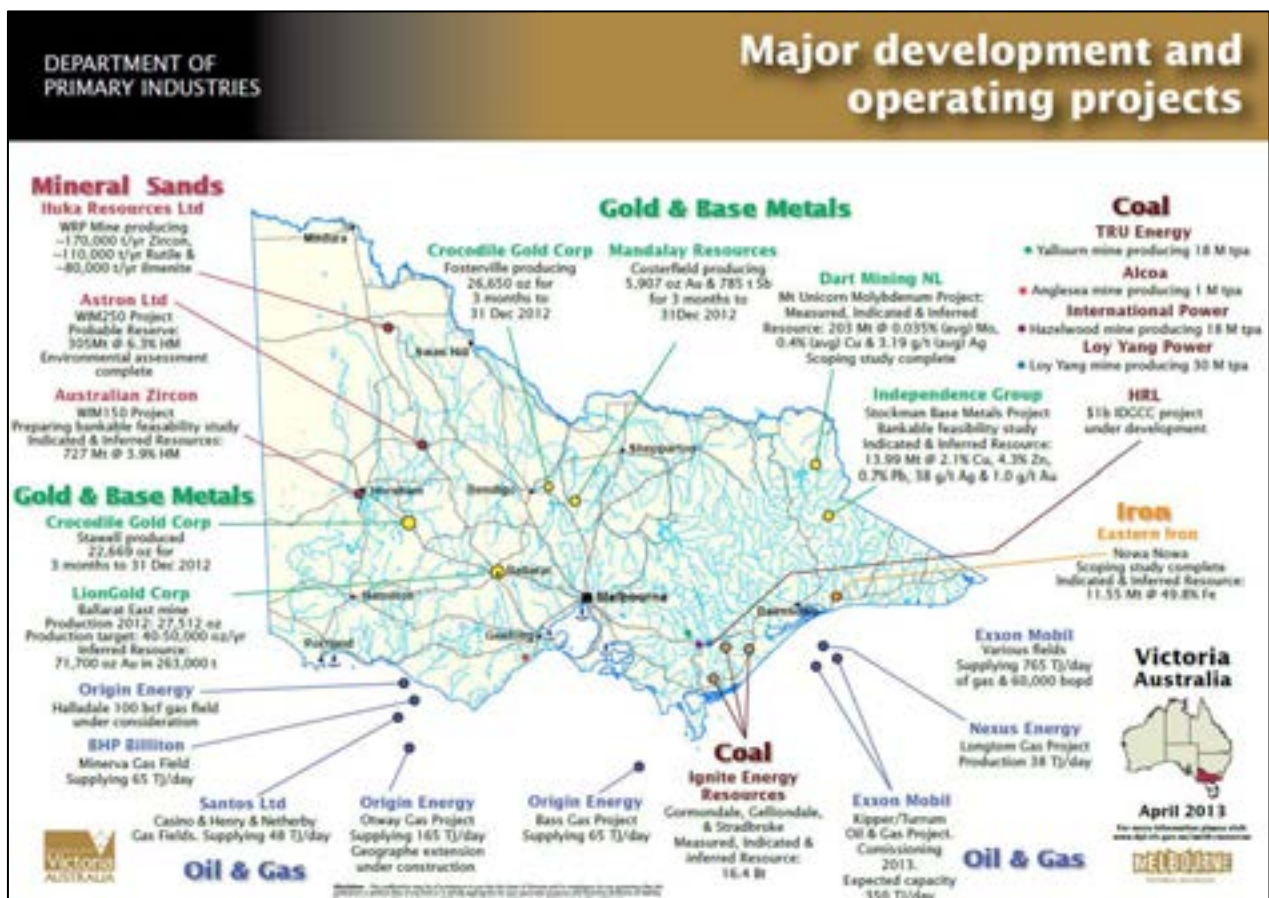 DEPARTMENT OF
PRIMARY INDUSTRIES
Major development and
operating projects
Mineral Sands
Iluka Resources Ltd
WRP Mine producing
~170,000 t/yr Zircon,
~110,000 t/yr Rutile &
~80,000 t/yr ilmenite
Astron Ltd
WIM250 Project
Probable Reserve:
305Mt @ 6.3% HM
Environmental assessment
complete
Australian Zircon
WIM150 Project
Preparing bankable feasability study
Indicated & Inferred Resources:
727 Mt @ 3.9% HM
Gold & Base Metals
Crocodile Gold Corp
Stawell produced
22,669 oz for
3 months to 31 Dec 2012
LionGold Corp
Ballarat East mine
Production 2012: 27,512 oz
Production target: 40-50,000 oz/yr
Inferred Resource:
71,700 oz Au in 263,000 t
Origin Energy
Halladale 100 bcf gas field
under consideration
BHP Billiton
Minerva Gas Field
Supplying 65 TJ/day
Santos Ltd
Casino & Henry & Netherby
Gas Fields. Supplying 48 TJ/day
Oil & Gas
Origin Energy
Otway Gas Project
Supplying 165 TJ/day
Geographe extension
under construction
Origin Energy
Bass Gas Project
Supplying 65 TJ/day
Gold & Base Metals
Crocodile Gold Corp
Fosterville producing
26,650 oz for
3 months to
31 Dec 2012
Mandalay Resources
Costerfield producing
5,907 oz Au & 785 t Sb
for 3 months to
31Dec 2012
Dart Mining NL
Mt Unicorn Molybdenum Project:
Measured, Indicated & Inferred
Resource: 203 Mt @ 0.035% (avg) Mo,
0.4% (avg) Cu & 3.19 g/t (avg) Ag
Scoping study complete
Independence Group
Stockman Base Metals Project
Bankable feasibility study
Indicated & Inferred Resource:
13.99 Mt @ 2.1% Cu, 4.3% Zn,
0.7% Pb, 38 g/t Ag & 1.0 g/t Au
Coal
TRU Energy
Yallourn mine producing 18 M tpa
Alcoa
Anglesea mine producing 1 M tpa
International Power
Hazelwood mine producing 18 M tpa
Loy Yang Power
Loy Yang mine producing 30 M tpa
HRL
$1b IDGCC project
under development
Iron
Eastern Iron
Nowa Nowa
Scoping study complete
Indicated & Inferred Resource:
11.55 Mt @ 49.8% Fe
Mildura
Swan Hill
Shepparton
Horsham
Bendigo
Ballarat
Hamilton
Melbourne
Geelong
Portland
Bairnsdale
Coal
Ignite Energy
Resources
Gormondale, Gelliondale,
& Stradbroke
Measured, Indicated &
inferred Resource:
16.4 Bt
Exxon Mobil
Kipper/Turrum
Oil & Gas Project.
Comissioning
2013.
Expected capacity
350 TJ/day
Exxon Mobil
Various fields
Supplying 765 TJ/day
of gas & 60,000 bopd
Nexus Energy
Longtom Gas Project
Production 38 TJ/day
Oil & Gas
Victoria
Australia
April 2013
For more information please visit:
Victoria
AUSTRALIA
MELBOURNE